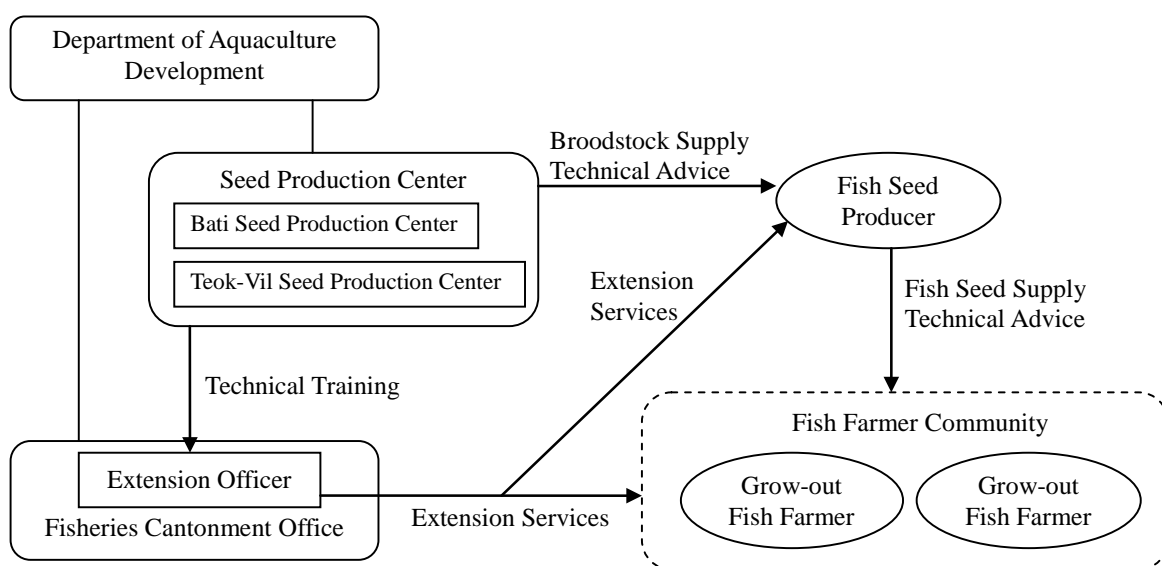 Department of Aquaculture
Development
Broodstock Supply
Technical Advice
Seed Production Center
Bati Seed Production Center
Teok-Vil Seed Production Center
Fish Seed
Producer
Extension
Services
Fish Seed Supply
Technical Advice
Technical Training
Fish Farmer Community
Extension Officer
Fisheries Cantonment Office
Extension Services
Grow-out
Fish Farmer
Grow-out
Fish Farmer